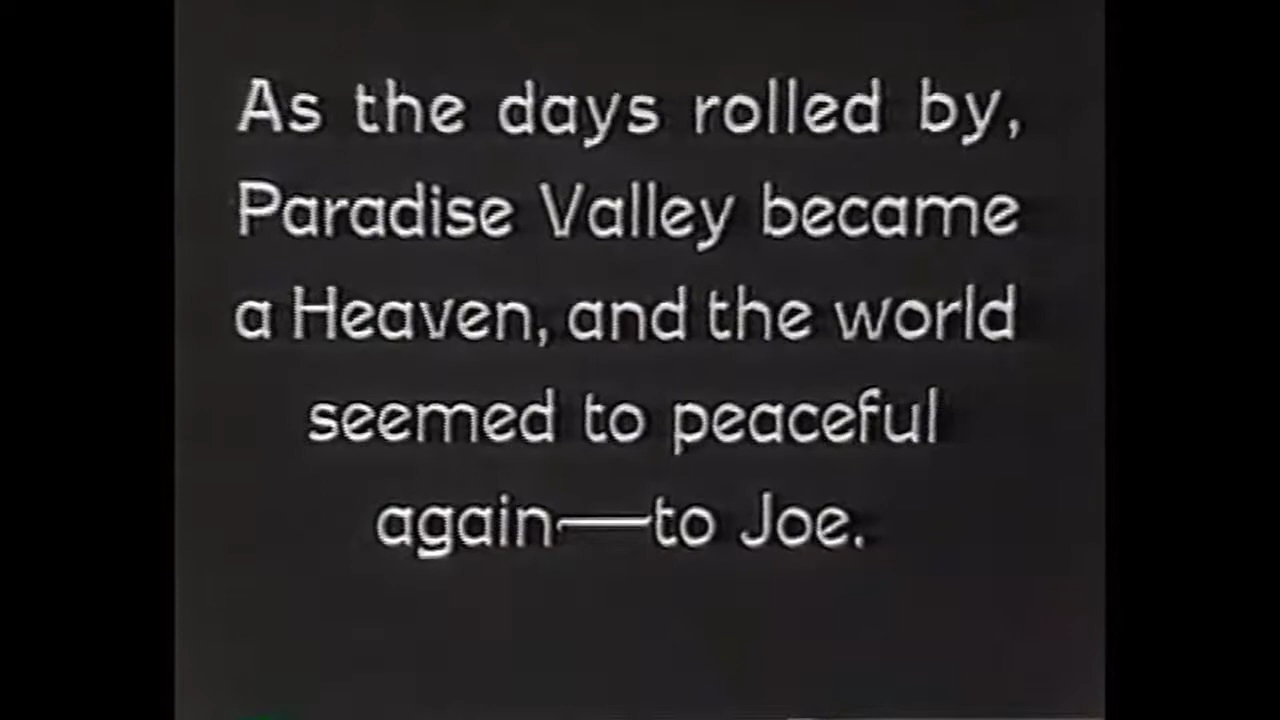 As the days rolled by,
Paradise Valley became
a Heaven, and the world
seemed to peaceful
again—to Joe.